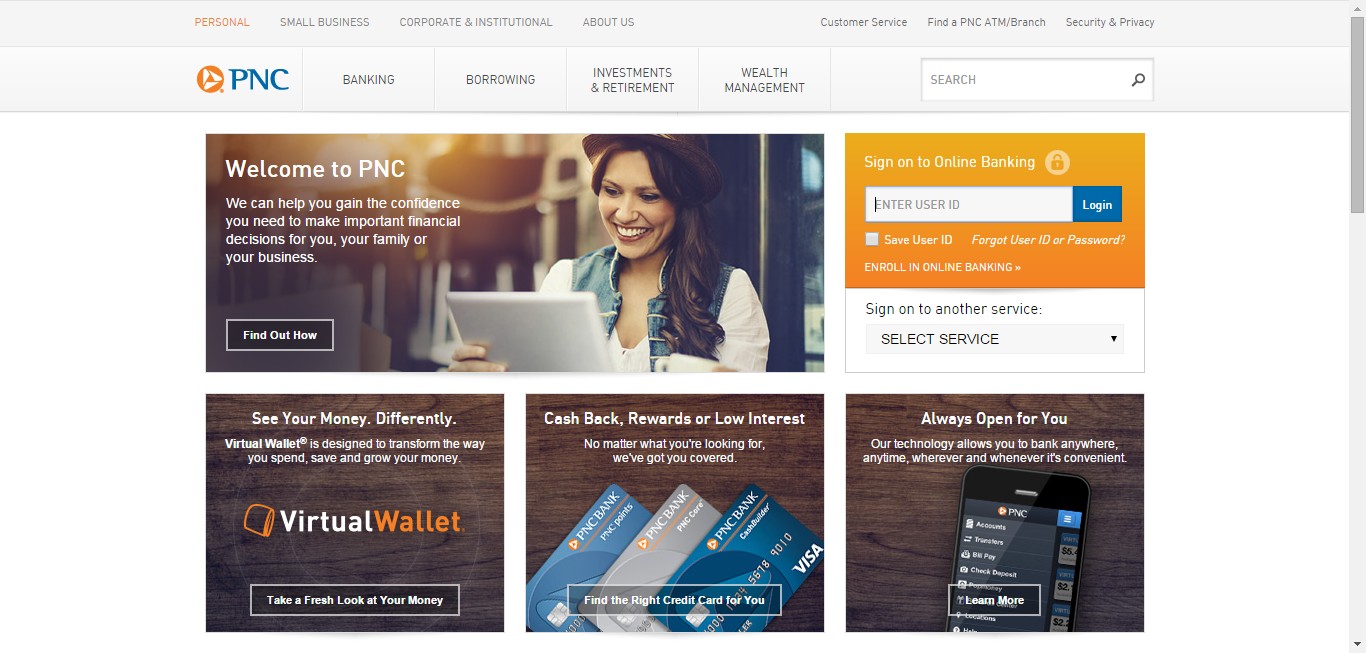 PERSONAL SMALL BUSINESS CORPORATE & INSTITUTIONAL ABOUT US Customer Service Find a PNC ATM/Branch Security & Privacy
PNC
BANKING
BORROWING
INVESTMENTS
& RETIREMENT
WEALTH
MANAGEMENT
SEARCH
Welcome to PNC
We can help you gain the confidence
you need to make important financial
decisions for you, your family or
your business.
Find Out How
Sign on to Online Banking
ENTER USER ID
Login
Save User ID Forgot User ID or Password?
ENROLL IN ONLINE BANKING »
Sign on to another service:
SELECT SERVICE
See Your Money. Differently.
Virtual Wallet® is designed to transform the way
you spend, save and grow your money.
VirtualWallet
Take a Fresh Look at Your Money
Cash Back, Rewards or Low Interest
No matter what you're looking for,
we've got you covered.
PNC BANK
PNC points
PNC BANK
PNC Core
PNC BANK
CashBuilder
5678 9010
VISA
Find the Right Credit Card for You
Always Open for You
Our technology allows you to bank anywhere,
anytime, wherever and whenever it's convenient.
PNC
Accounts
Transfers
Bill Pay
Check Deposit
Popmoney
Locations
Help
Learn More